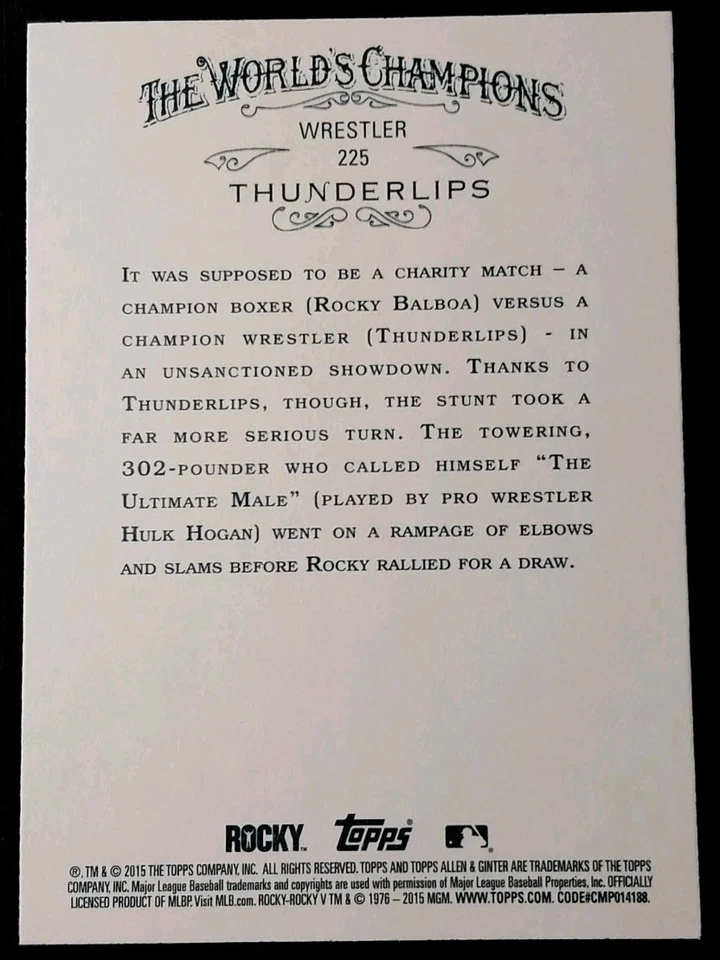 THE WORLD'S CHAMPIONS
WRESTLER
225
THUNDERLIPS
IT WAS SUPPOSED TO BE A CHARITY MATCH – A
CHAMPION BOXER (ROCKY BALBOA) VERSUS A
CHAMPION WRESTLER (THUNDERLIPS) - IN
AN UNSANCTIONED SHOWDOWN. THANKS TO
THUNDERLIPS, THOUGH, THE STUNT TOOK A
FAR MORE SERIOUS TURN. THE TOWERING,
302-POUNDER WHO CALLED HIMSELF "THE
ULTIMATE MALE" (PLAYED BY PRO WRESTLER
HULK HOGAN) WENT ON A RAMPAGE OF ELBOWS
AND SLAMS BEFORE ROCKY RALLIED FOR A DRAW.
ROCKY™ Topps® ®
®, TM & © 2015 THE TOPPS COMPANY, INC. ALL RIGHTS RESERVED. TOPPS AND TOPPS ALLEN & GINTER ARE TRADEMARKS OF THE TOPPS
COMPANY, INC. Major League Baseball trademarks and copyrights are used with permission of Major League Baseball Properties, Inc. OFFICIALLY
LICENSED PRODUCT OF MLBP. Visit MLB.com. ROCKY-ROCKY V TM & © 1976 – 2015 MGM. WWW.TOPPS.COM. CODE#CMP014188.